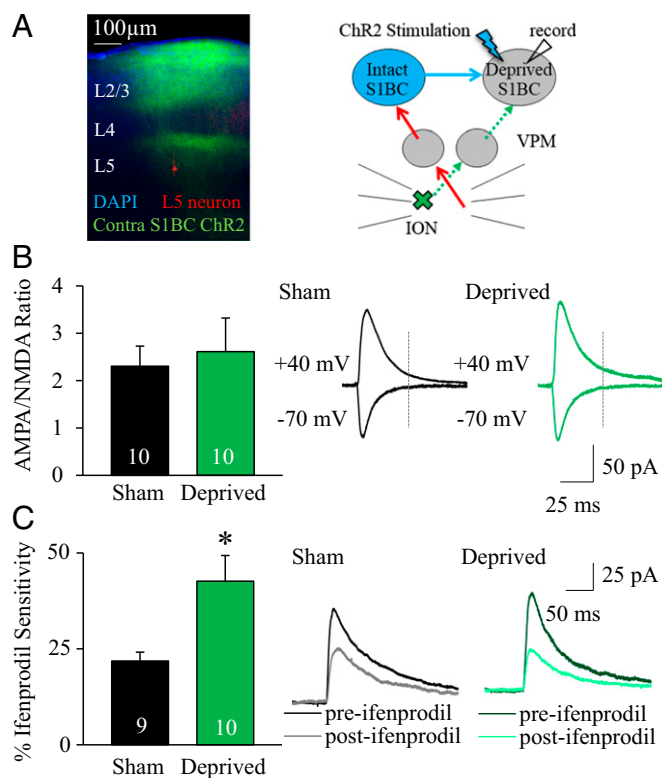 A
100µm
L2/3
L4
L5
DAPI L5 neuron
Contra S1BC ChR2
ChR2 Stimulation
record
Intact
S1BC
Deprived
S1BC
VPM
ION
B
AMPA/NMDA Ratio
4
3
2
1
0
10
10
Sham
Deprived
Sham
+40 mV
-70 mV
Deprived
+40 mV
-70 mV
50 pA
25 ms
C
% Ifenprodil Sensitivity
50
25
0
*
9
10
Sham
Deprived
Sham
Deprived
25 pA
50 ms
pre-ifenprodil
post-ifenprodil
pre-ifenprodil
post-ifenprodil